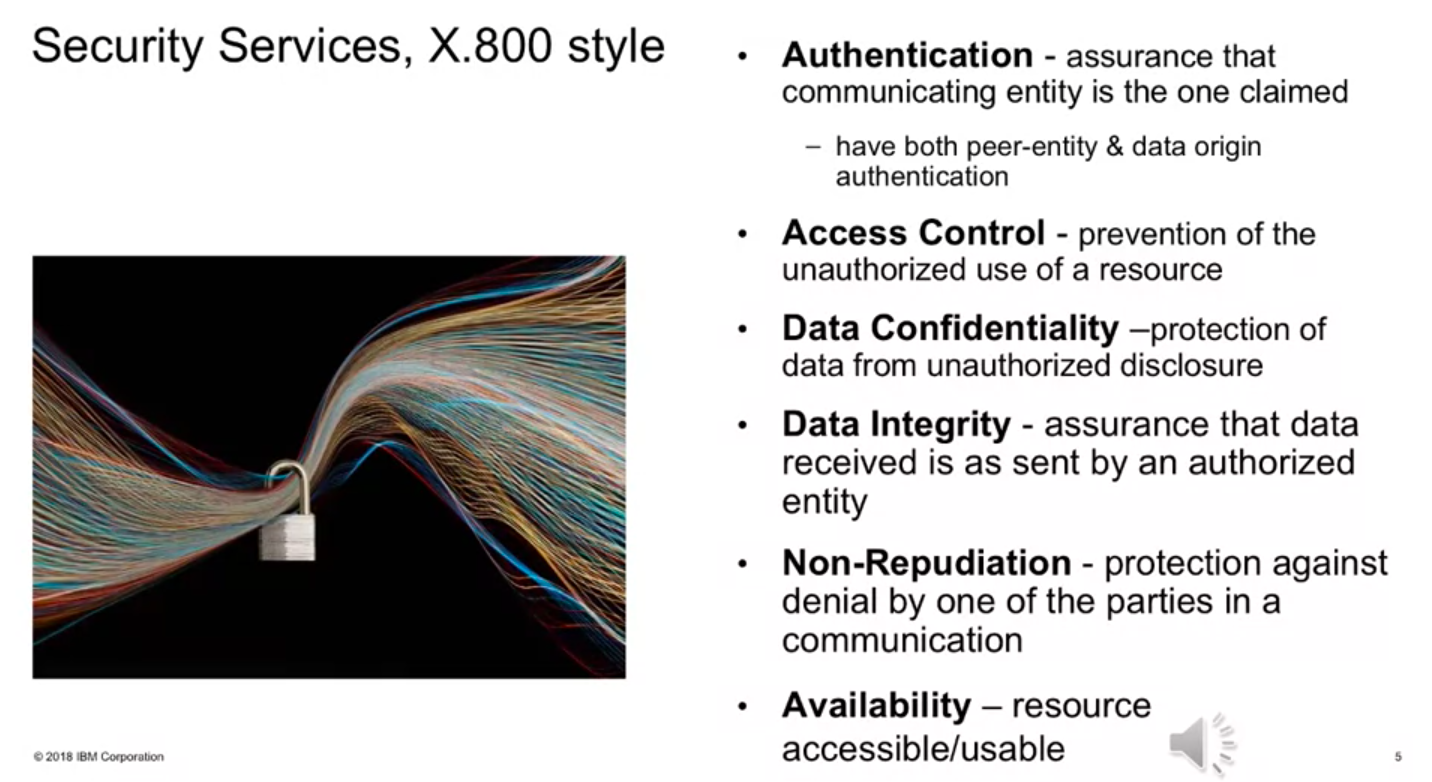 Security Services, X.800 style
• Authentication - assurance that
communicating entity is the one claimed
– have both peer-entity & data origin
authentication
• Access Control - prevention of the
unauthorized use of a resource
• Data Confidentiality –protection of
data from unauthorized disclosure
• Data Integrity - assurance that data
received is as sent by an authorized
entity
• Non-Repudiation - protection against
denial by one of the parties in a
communication
• Availability – resource
accessible/usable
© 2018 IBM Corporation
5